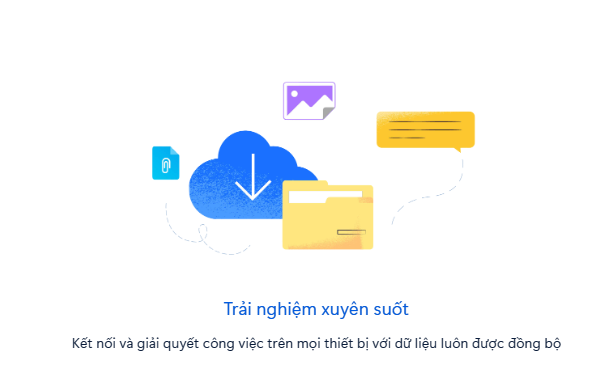 Trải nghiệm xuyên suốt
Kết nối và giải quyết công việc trên mọi thiết bị với dữ liệu luôn được đồng bộ